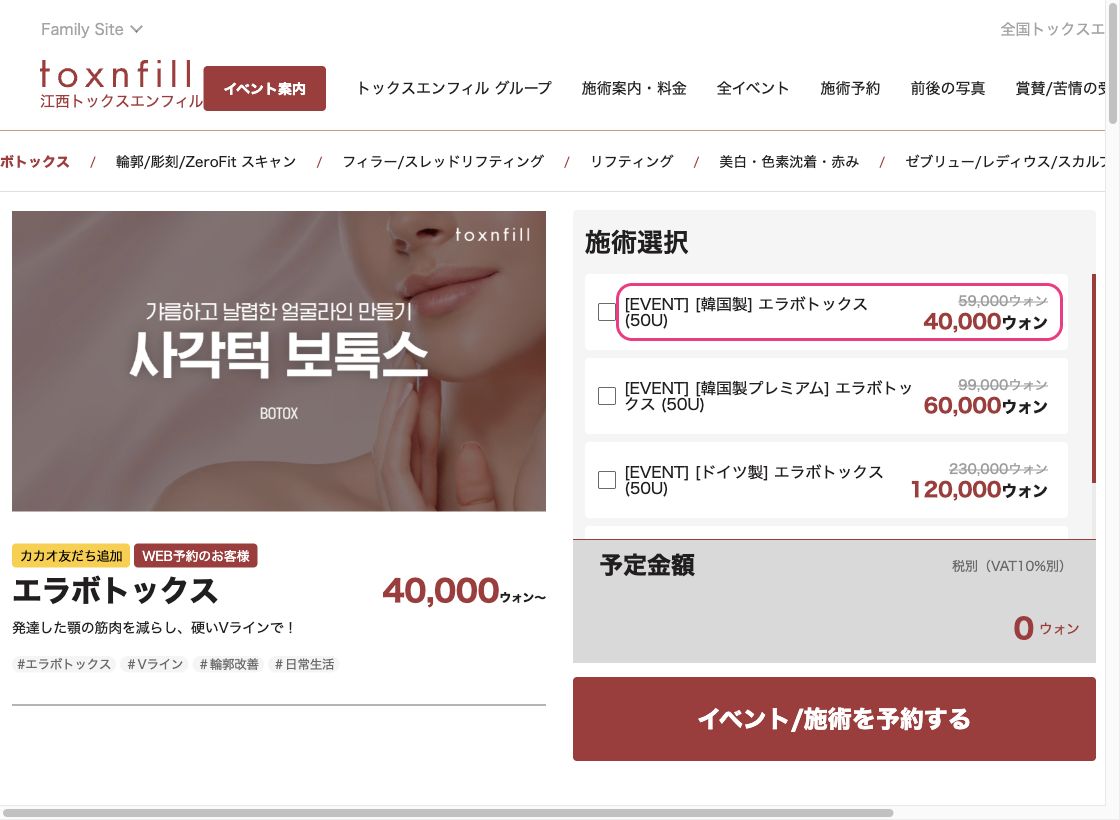 Family Site
全国トックスエ
toxnfill
江西トックスエンフィル
イベント案内
トックスエンフィル グループ
施術案内・料金
全イベント
施術予約
前後の写真
賞賛/苦情の受
ボトックス / 輪郭/彫刻/ZeroFit スキャン / フィラー/スレッドリフティング / リフティング / 美白・色素沈着・赤み / ゼブリュー/レディウス/スカルプ
toxnfill
갸름하고 날렵한 얼굴라인 만들기
사각턱 보톡스
BOTOX
カカオ友だち追加
WEB予約のお客様
エラボトックス
40,000ウォン~
発達した顎の筋肉を減らし、硬いVラインで！
#エラボトックス #Vライン #輪郭改善 #日常生活
施術選択
[EVENT] [韓国製] エラボトックス
(50U)
59,000ウォン
40,000ウォン
[EVENT] [韓国製プレミアム] エラボトッ
クス (50U)
99,000ウォン
60,000ウォン
[EVENT] [ドイツ製] エラボトックス
(50U)
230,000ウォン
120,000ウォン
予定金額
税別（VAT10%別）
0 ウォン
イベント/施術を予約する